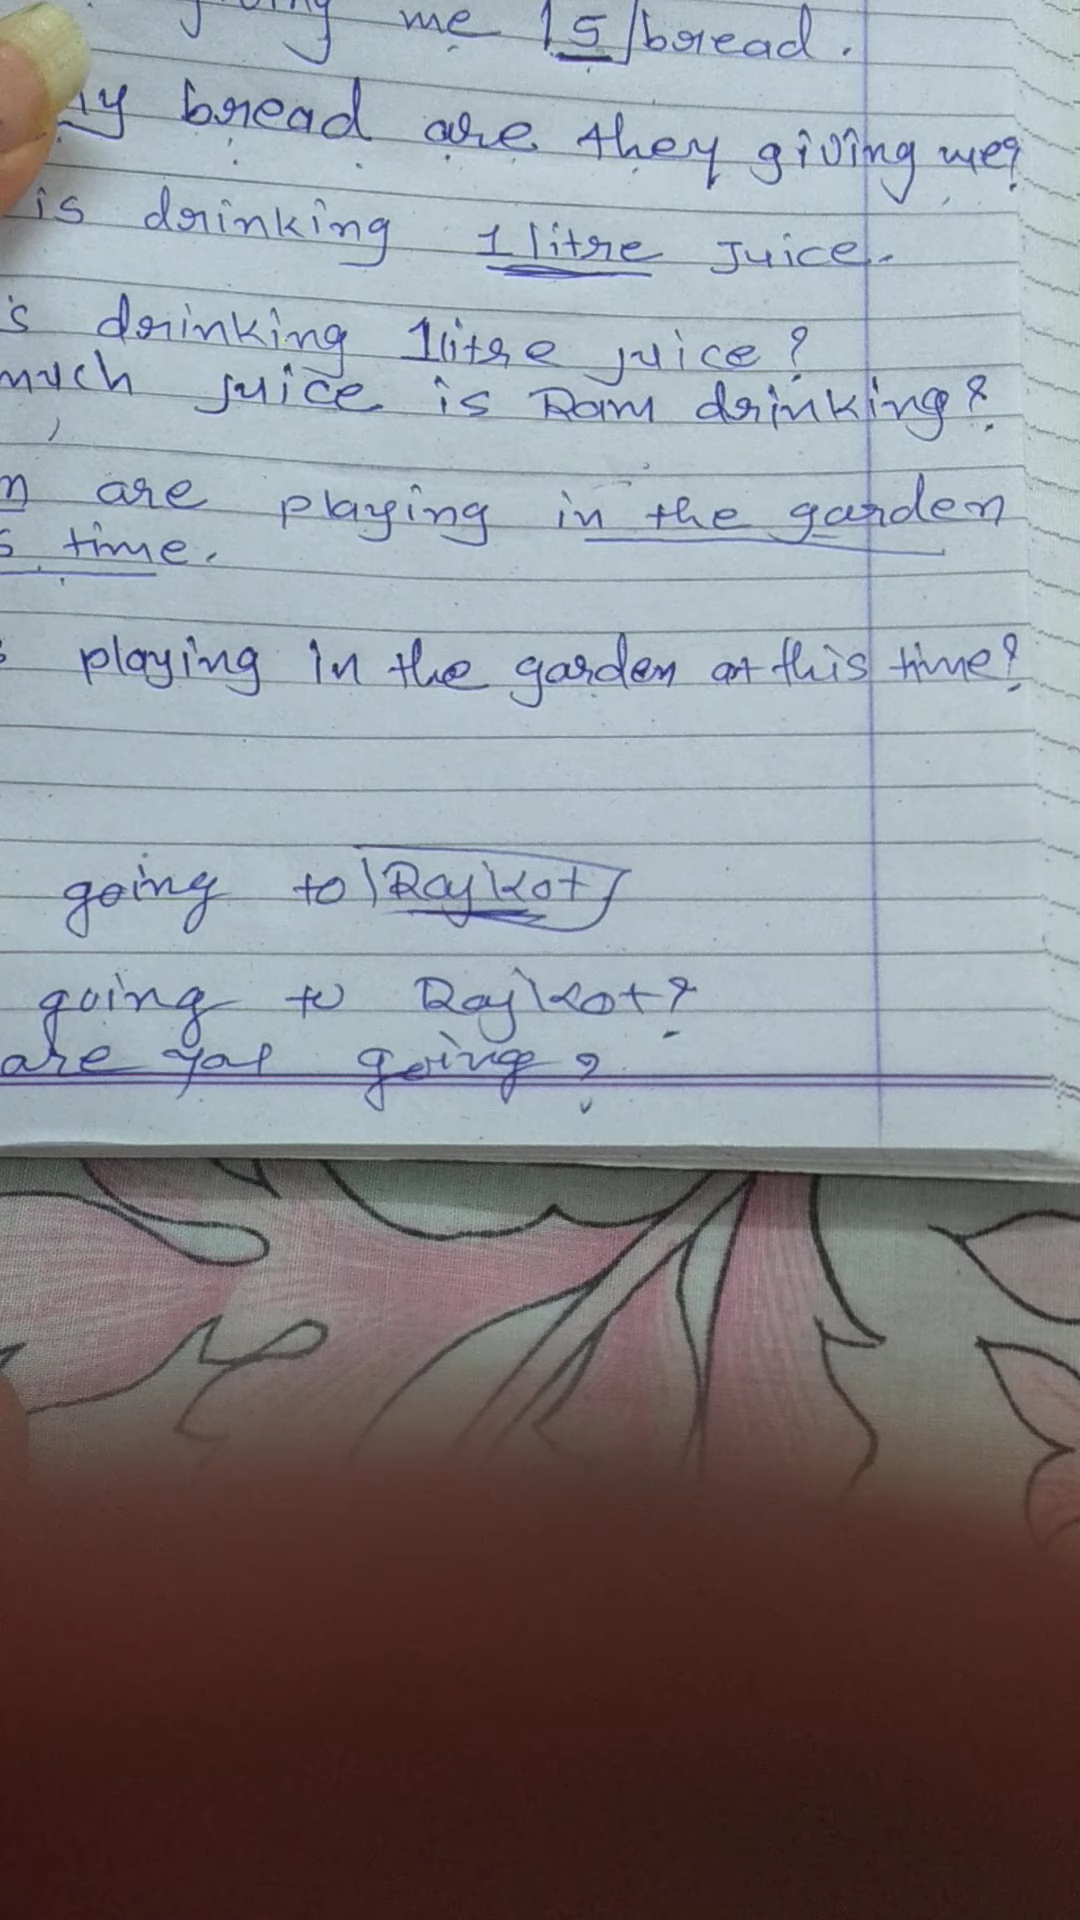 me 15 bread.
bread are they giving me?
is drinking 1 litre Juice.
drinking 1litre juice?
much juice is Ram drinking?
are playing in the garden
time.
playing in the garden at this time?
going to Rajkot
going to Rajkot?
are you going?